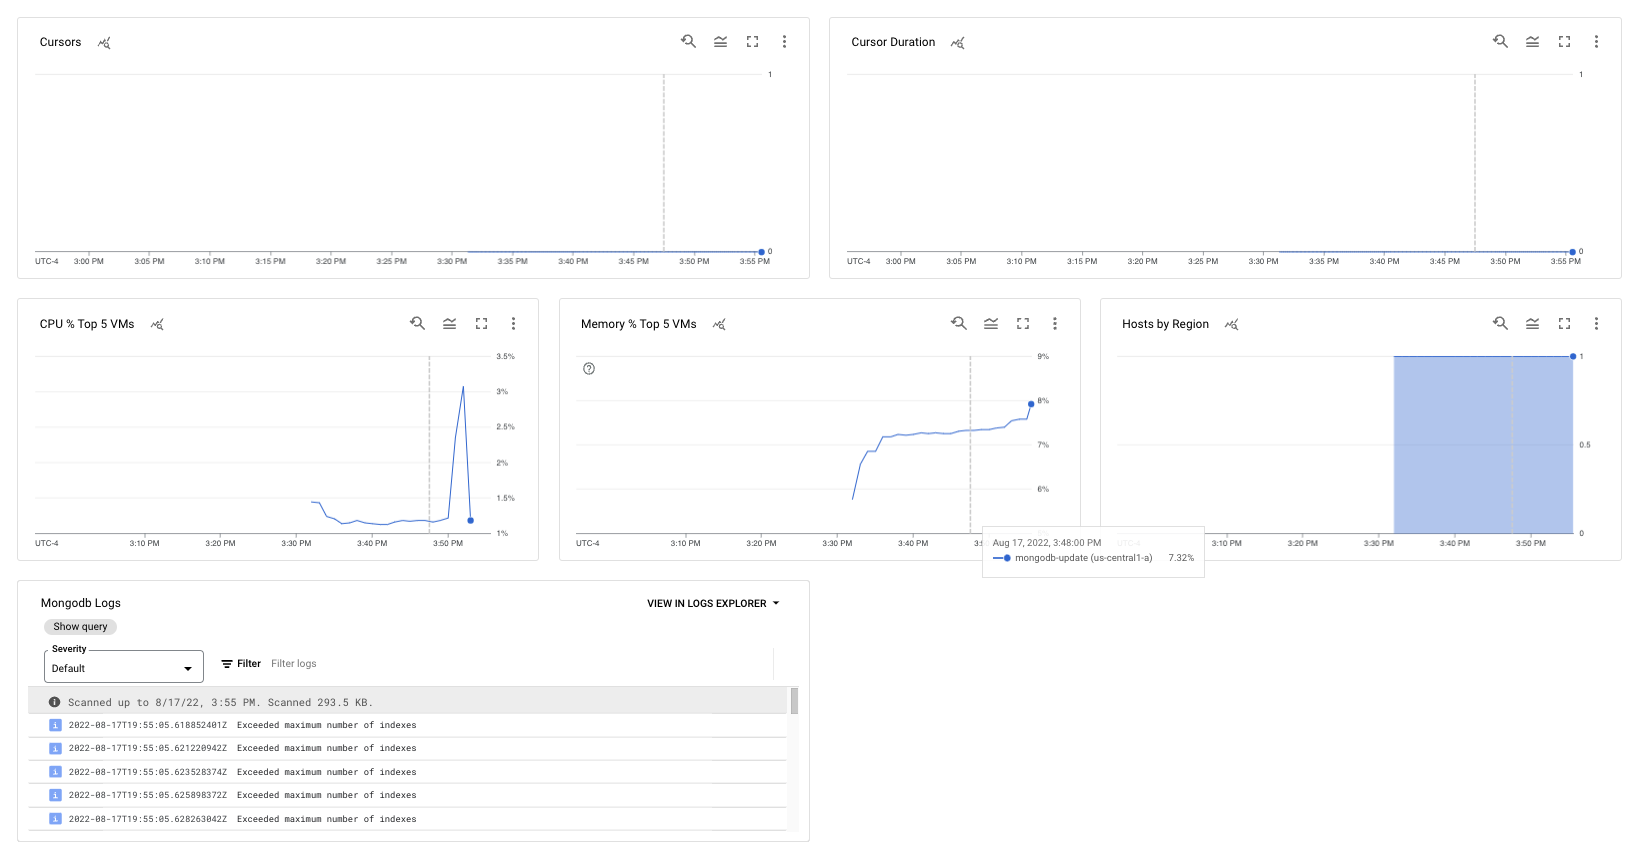 Cursors
1
0
UTC-4 3:00 PM 3:05 PM 3:10 PM 3:15 PM 3:20 PM 3:25 PM 3:30 PM 3:35 PM 3:40 PM 3:45 PM 3:50 PM 3:55 PM
Cursor Duration
1
0
UTC-4 3:00 PM 3:05 PM 3:10 PM 3:15 PM 3:20 PM 3:25 PM 3:30 PM 3:35 PM 3:40 PM 3:45 PM 3:50 PM 3:55 PM
CPU % Top 5 VMs
3.5%
3%
2.5%
2%
1.5%
1%
UTC-4 3:10 PM 3:20 PM 3:30 PM 3:40 PM 3:50 PM
Memory % Top 5 VMs
9%
8%
7%
6%
UTC-4 3:10 PM 3:20 PM 3:30 PM 3:40 PM
Aug 17, 2022, 3:48:00 PM
mongodb-update (us-central1-a) 7.32%
Hosts by Region
1
0.5
0
3:10 PM 3:20 PM 3:30 PM 3:40 PM 3:50 PM
Mongodb Logs
VIEW IN LOGS EXPLORER
Show query
Severity
Default
Filter Filter logs
Scanned up to 8/17/22, 3:55 PM. Scanned 293.5 KB.
2022-08-17T19:55:05.618852401Z Exceeded maximum number of indexes
2022-08-17T19:55:05.621220942Z Exceeded maximum number of indexes
2022-08-17T19:55:05.623528374Z Exceeded maximum number of indexes
2022-08-17T19:55:05.625898372Z Exceeded maximum number of indexes
2022-08-17T19:55:05.628263042Z Exceeded maximum number of indexes